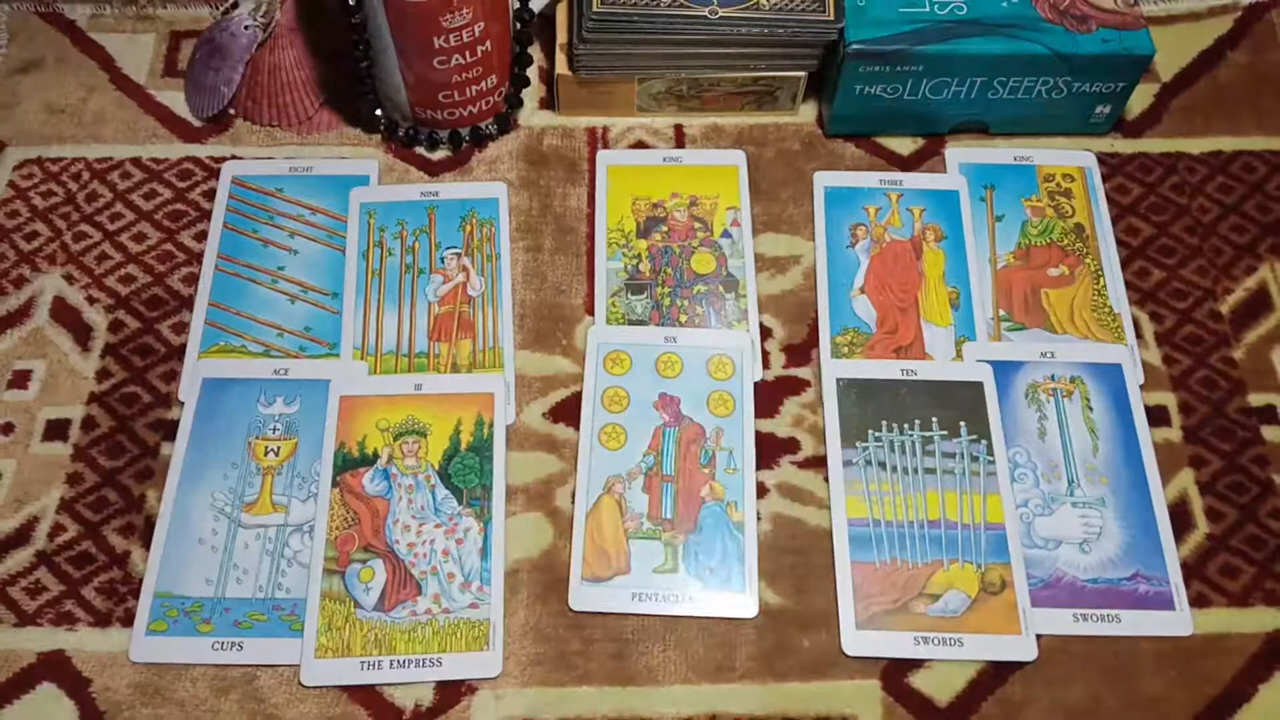 KEEP
CALM
AND
CLIMB
SNOWDO
CHRIS-ANNE
THE LIGHT SEER'S TAROT
EIGHT
NINE
KING
THREE
KING
ACE
III
SIX
TEN
ACE
CUPS
THE EMPRESS
PENTACLES
SWORDS
SWORDS